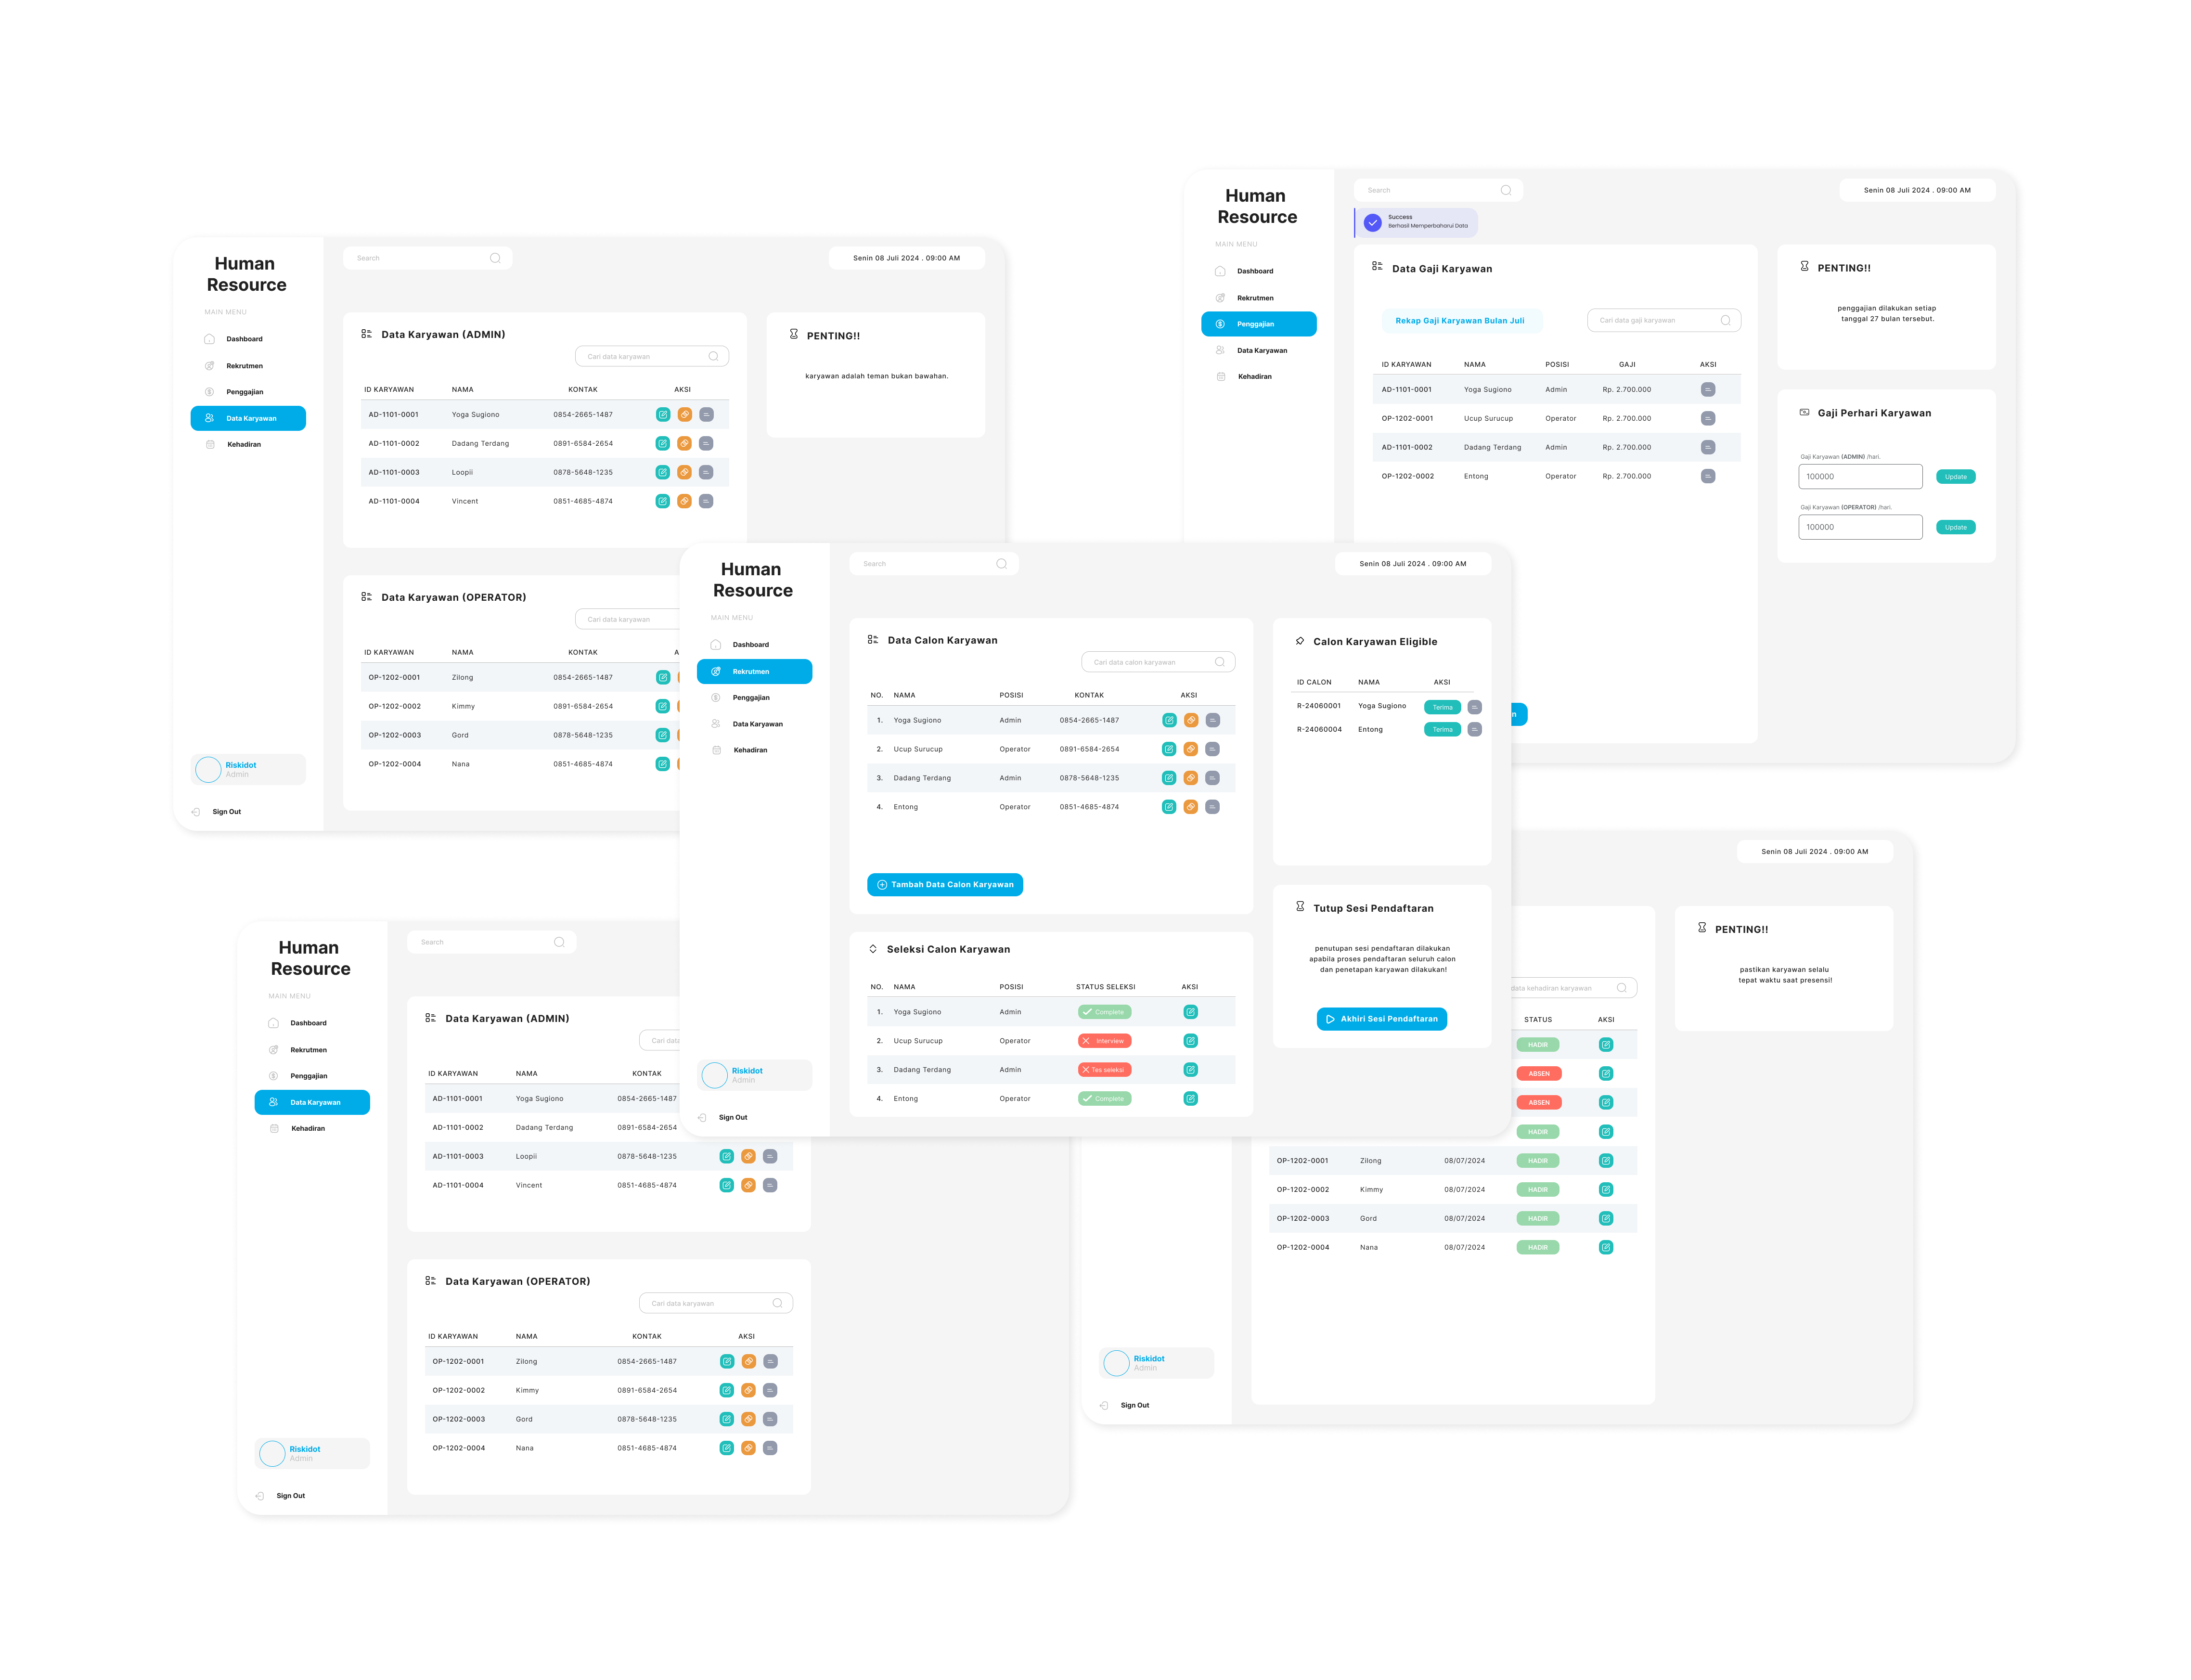 Human
Resource
MAIN MENU
Dashboard
Rekrutmen
Penggajian
Data Karyawan
Kehadiran
Riskidot
Admin
Sign Out
Search
Senin 08 Juli 2024 . 09:00 AM
Data Karyawan (ADMIN)
Cari data karyawan
ID KARYAWAN NAMA KONTAK AKSI
AD-1101-0001 Yoga Sugiono 0854-2665-1487
AD-1101-0002 Dadang Terdang 0891-6584-2654
AD-1101-0003 Loopii 0878-5648-1235
AD-1101-0004 Vincent 0851-4685-4874
PENTING!!
karyawan adalah teman bukan bawahan.
Data Karyawan (OPERATOR)
Cari data karyawan
ID KARYAWAN NAMA KONTAK A
OP-1202-0001 Zilong 0854-2665-1487
OP-1202-0002 Kimmy 0891-6584-2654
OP-1202-0003 Gord 0878-5648-1235
OP-1202-0004 Nana 0851-4685-4874
Human
Resource
MAIN MENU
Dashboard
Rekrutmen
Penggajian
Data Karyawan
Kehadiran
Search
Senin 08 Juli 2024 . 09:00 AM
Success
Berhasil Memperbaharui Data
Data Gaji Karyawan
Rekap Gaji Karyawan Bulan Juli
Cari data gaji karyawan
ID KARYAWAN NAMA POSISI GAJI AKSI
AD-1101-0001 Yoga Sugiono Admin Rp. 2.700.000
OP-1202-0001 Ucup Surucup Operator Rp. 2.700.000
AD-1101-0002 Dadang Terdang Admin Rp. 2.700.000
OP-1202-0002 Entong Operator Rp. 2.700.000
n
PENTING!!
penggajian dilakukan setiap
tanggal 27 bulan tersebut.
Gaji Perhari Karyawan
Gaji Karyawan (ADMIN) /hari.
100000 Update
Gaji Karyawan (OPERATOR) /hari.
100000 Update
Human
Resource
MAIN MENU
Dashboard
Rekrutmen
Penggajian
Data Karyawan
Kehadiran
Riskidot
Admin
Sign Out
Search
Senin 08 Juli 2024 . 09:00 AM
Data Calon Karyawan
Cari data calon karyawan
NO. NAMA POSISI KONTAK AKSI
1. Yoga Sugiono Admin 0854-2665-1487
2. Ucup Surucup Operator 0891-6584-2654
3. Dadang Terdang Admin 0878-5648-1235
4. Entong Operator 0851-4685-4874
Tambah Data Calon Karyawan
Seleksi Calon Karyawan
NO. NAMA POSISI STATUS SELEKSI AKSI
1. Yoga Sugiono Admin Complete
2. Ucup Surucup Operator Interview
3. Dadang Terdang Admin Tes seleksi
4. Entong Operator Complete
Calon Karyawan Eligible
ID CALON NAMA AKSI
R-24060001 Yoga Sugiono Terima
R-24060004 Entong Terima
Tutup Sesi Pendaftaran
penutupan sesi pendaftaran dilakukan
apabila proses pendaftaran seluruh calon
dan penetapan karyawan dilakukan!
Akhiri Sesi Pendaftaran
Human
Resource
MAIN MENU
Dashboard
Rekrutmen
Penggajian
Data Karyawan
Kehadiran
Riskidot
Admin
Sign Out
Search
Data Karyawan (ADMIN)
Cari data
ID KARYAWAN NAMA KONTAK
AD-1101-0001 Yoga Sugiono 0854-2665-1487
AD-1101-0002 Dadang Terdang 0891-6584-2654
AD-1101-0003 Loopii 0878-5648-1235
AD-1101-0004 Vincent 0851-4685-4874
Data Karyawan (OPERATOR)
Cari data karyawan
ID KARYAWAN NAMA KONTAK AKSI
OP-1202-0001 Zilong 0854-2665-1487
OP-1202-0002 Kimmy 0891-6584-2654
OP-1202-0003 Gord 0878-5648-1235
OP-1202-0004 Nana 0851-4685-4874
Senin 08 Juli 2024 . 09:00 AM
data kehadiran karyawan
STATUS AKSI
HADIR
ABSEN
ABSEN
HADIR
OP-1202-0001 Zilong 08/07/2024 HADIR
OP-1202-0002 Kimmy 08/07/2024 HADIR
OP-1202-0003 Gord 08/07/2024 HADIR
OP-1202-0004 Nana 08/07/2024 HADIR
PENTING!!
pastikan karyawan selalu
tepat waktu saat presensi!
Riskidot
Admin
Sign Out